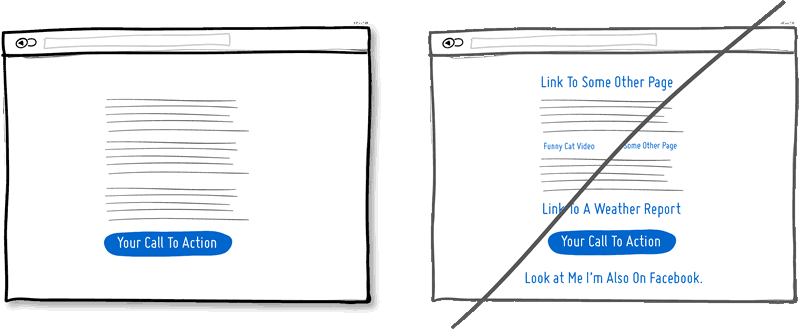 Your Call To Action
Link To Some Other Page
Funny Cat Video
Some Other Page
Link To A Weather Report
Your Call To Action
Look at Me I'm Also On Facebook.